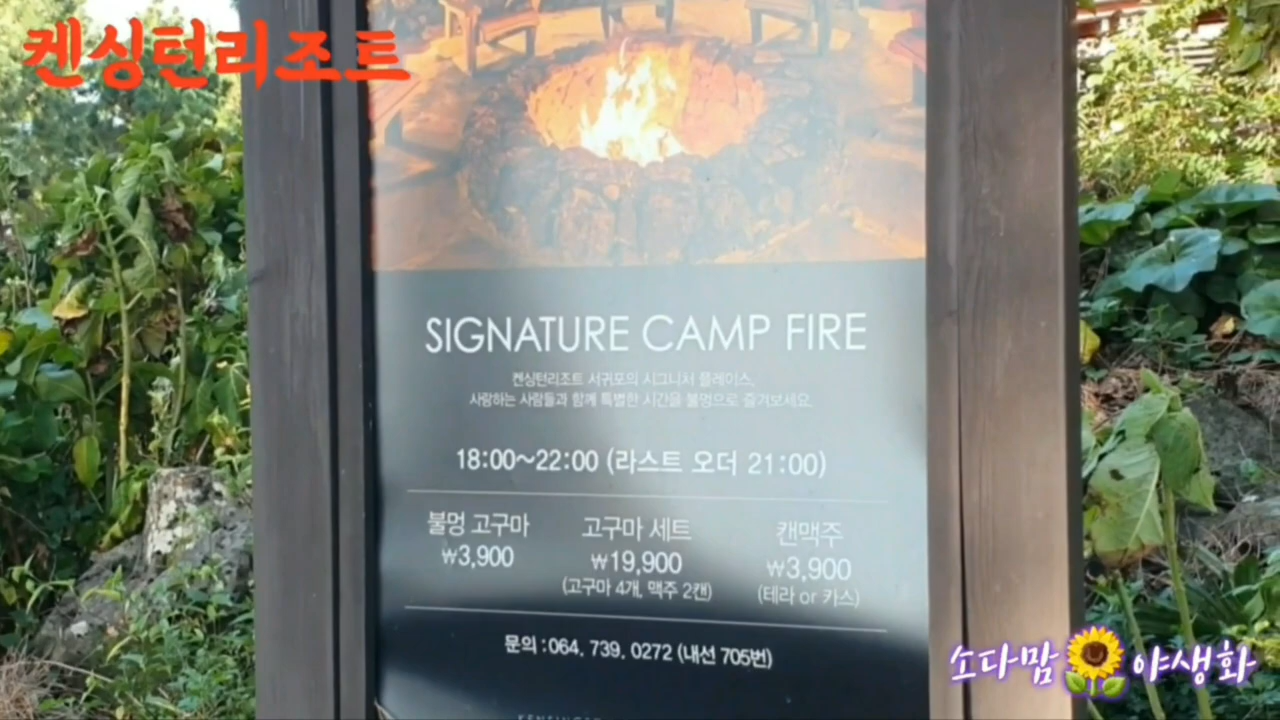 켄싱턴리조트
SIGNATURE CAMP FIRE
켄싱턴리조트 서귀포의 시그니처 플레이스,
사랑하는 사람들과 함께 특별한 시간을 불멍으로 즐겨보세요.
18:00~22:00 (라스트 오더 21:00)
불멍 고구마 고구마 세트 캔맥주
₩3,900 ₩19,900 ₩3,900
(고구마 4개, 맥주 2캔) (테라 or 카스)
문의 : 064. 739. 0272 (내선 705번)
소다맘 야생화